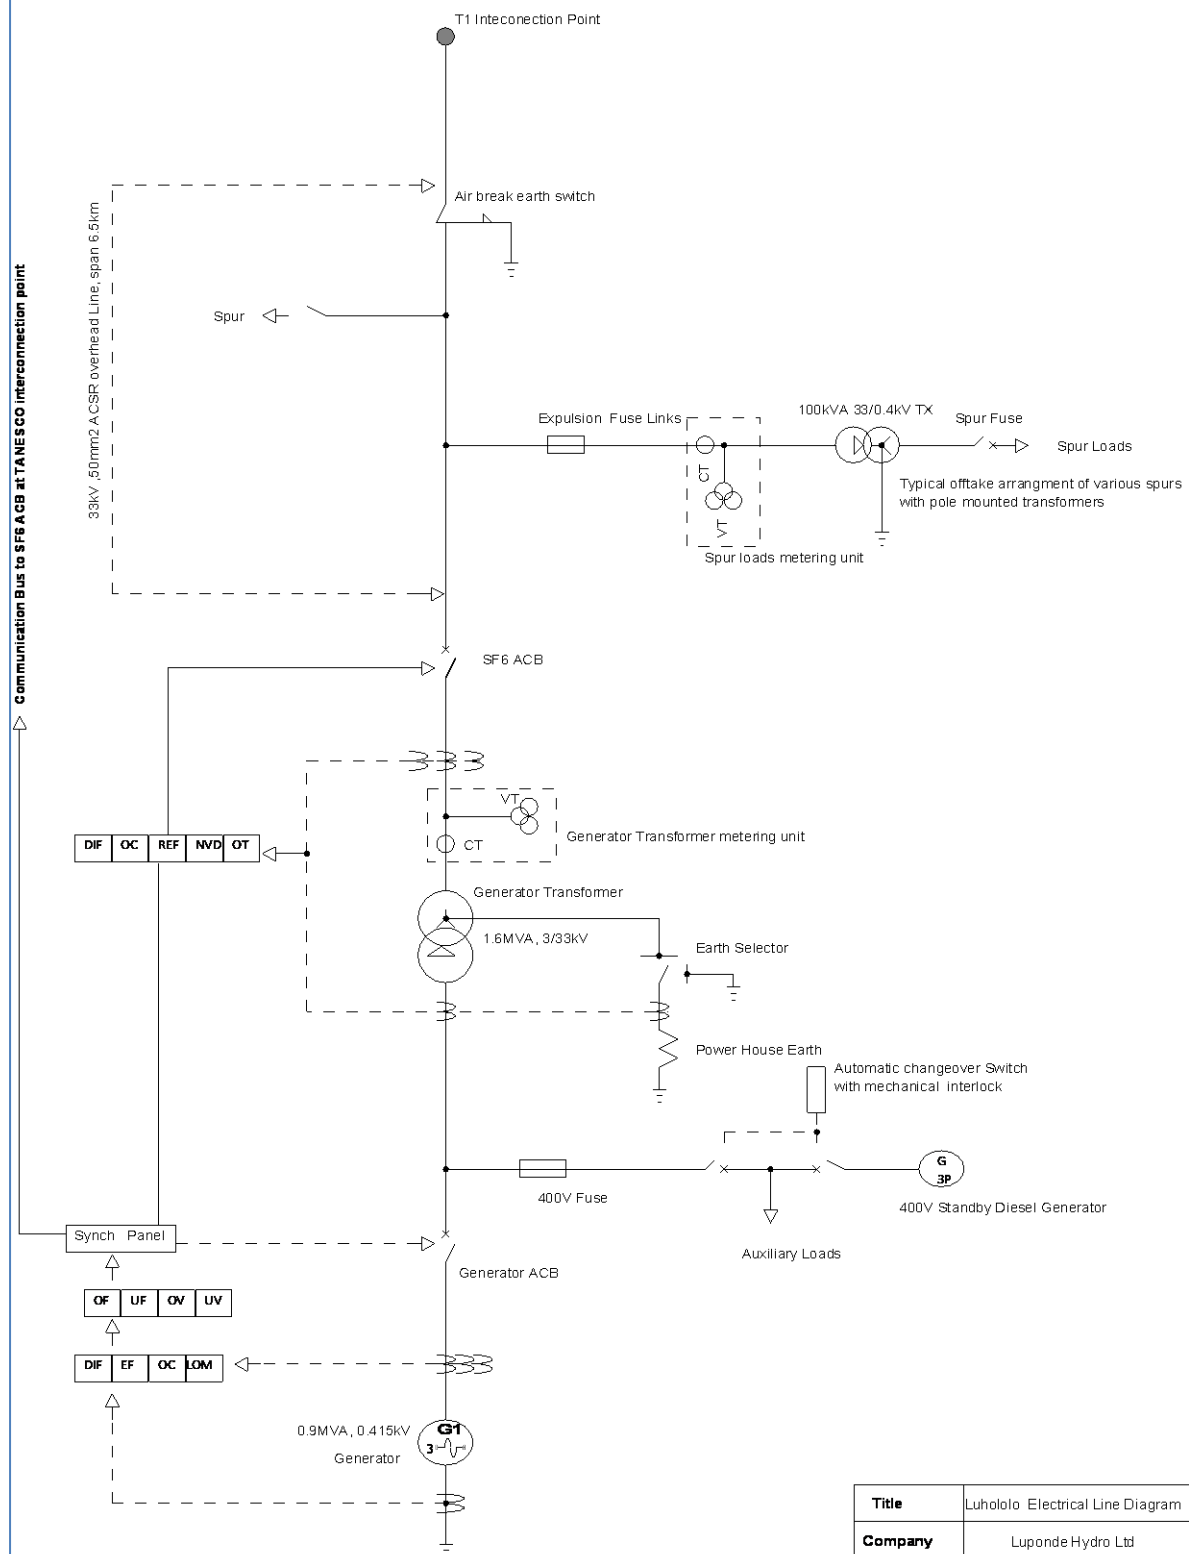 T1 Inteconection Point
Air break earth switch
33kV ,50mm2 ACSR overhead Line, span 6.5km
Communication Bus to SF6 ACB at TANESCO interconnection point
Spur
Expulsion Fuse Links
100kVA 33/0.4kV TX
Spur Fuse
Spur Loads
CT
VT
Typical offtake arrangment of various spurs
with pole mounted transformers
Spur loads metering unit
SF6 ACB
VT
CT
Generator Transformer metering unit
DIF OC REF NVD OT
Generator Transformer
1.6MVA, 3/33kV
Earth Selector
Power House Earth
Automatic changeover Switch
with mechanical interlock
G
3P
400V Fuse
400V Standby Diesel Generator
Auxiliary Loads
Synch Panel
Generator ACB
OF UF OV UV
DIF EF OC LOM
0.9MVA, 0.415kV
Generator
G1
3
Title Luhololo Electrical Line Diagram
Company Luponde Hydro Ltd